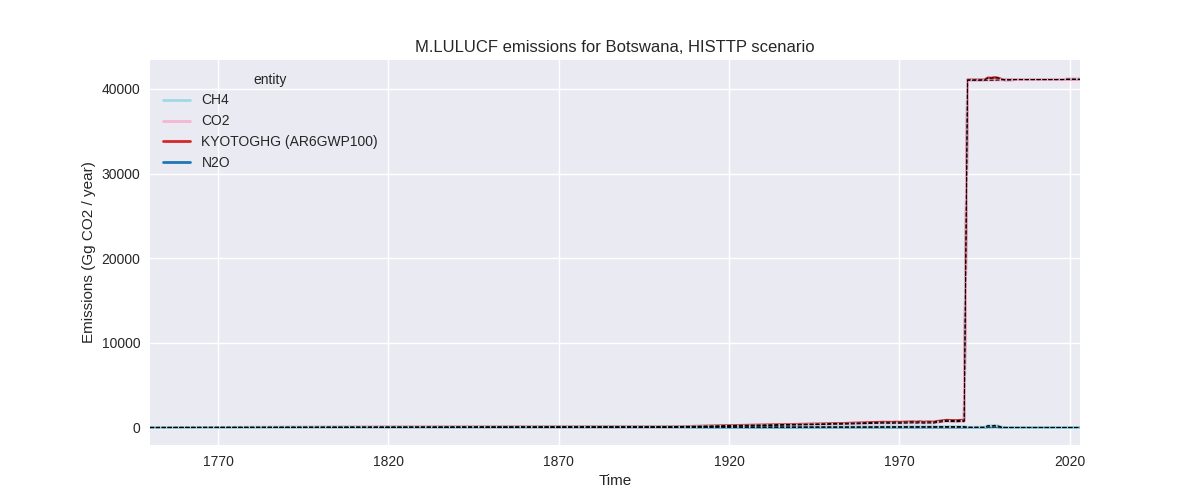 M.LULUCF emissions for Botswana, HISTTP scenario
entity
CH4
CO2
KYOTOGHG (AR6GWP100)
N2O
Emissions (Gg CO2 / year)
40000
30000
20000
10000
0
1770 1820 1870 1920 1970 2020
Time